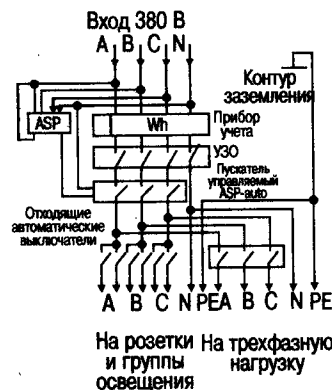 Вход 380 В
A B C N
Контур
заземления
ASP
Wh
Прибор
учета
УЗО
Пускатель
управляемый
ASP-auto
Отходящие
автоматические
выключатели
A B C N PE A B C N PE
На розетки
и группы
освещения
На трехфазную
нагрузку